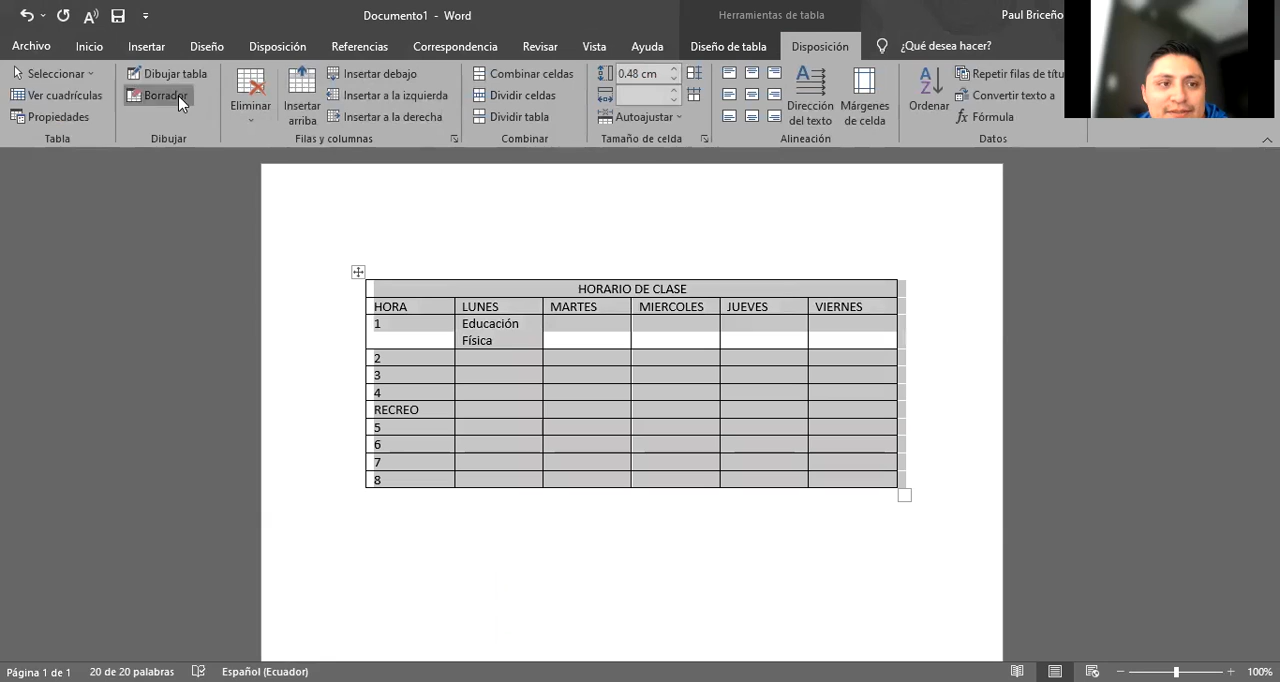 Documento1 - Word
Herramientas de tabla
Paul Briceño
Archivo Inicio Insertar Diseño Disposición Referencias Correspondencia Revisar Vista Ayuda Diseño de tabla Disposición ¿Qué desea hacer?
Seleccionar
Ver cuadrículas
Propiedades
Tabla
Dibujar tabla
Borrador
Dibujar
Eliminar
Insertar
arriba
Insertar debajo
Insertar a la izquierda
Insertar a la derecha
Filas y columnas
Combinar celdas
Dividir celdas
Dividir tabla
Combinar
0.48 cm
Autoajustar
Tamaño de celda
Dirección
del texto
Márgenes
de celda
Alineación
Ordenar
Repetir filas de títu
Convertir texto a
Fórmula
Datos
HORARIO DE CLASE
HORA LUNES MARTES MIERCOLES JUEVES VIERNES
1 Educación
Física
2
3
4
RECREO
5
6
7
8
Página 1 de 1 20 de 20 palabras Español (Ecuador) 100%